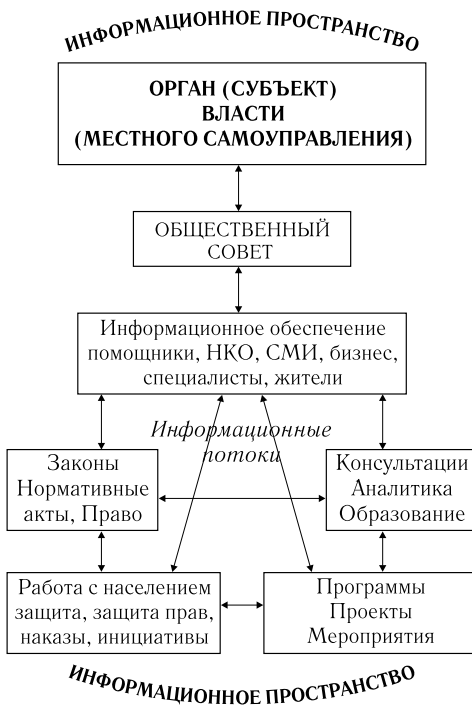 ИНФОРМАЦИОННОЕ ПРОСТРАНСТВО
ОРГАН (СУБЪЕКТ)
ВЛАСТИ
(МЕСТНОГО САМОУПРАВЛЕНИЯ)
ОБЩЕСТВЕННЫЙ
СОВЕТ
Информационное обеспечение
помощники, НКО, СМИ, бизнес,
специалисты, жители
Информационные
потоки
Законы
Нормативные
акты, Право
Консультации
Аналитика
Образование
Работа с населением
защита, защита прав,
наказы, инициативы
Программы
Проекты
Мероприятия
ИНФОРМАЦИОННОЕ ПРОСТРАНСТВО